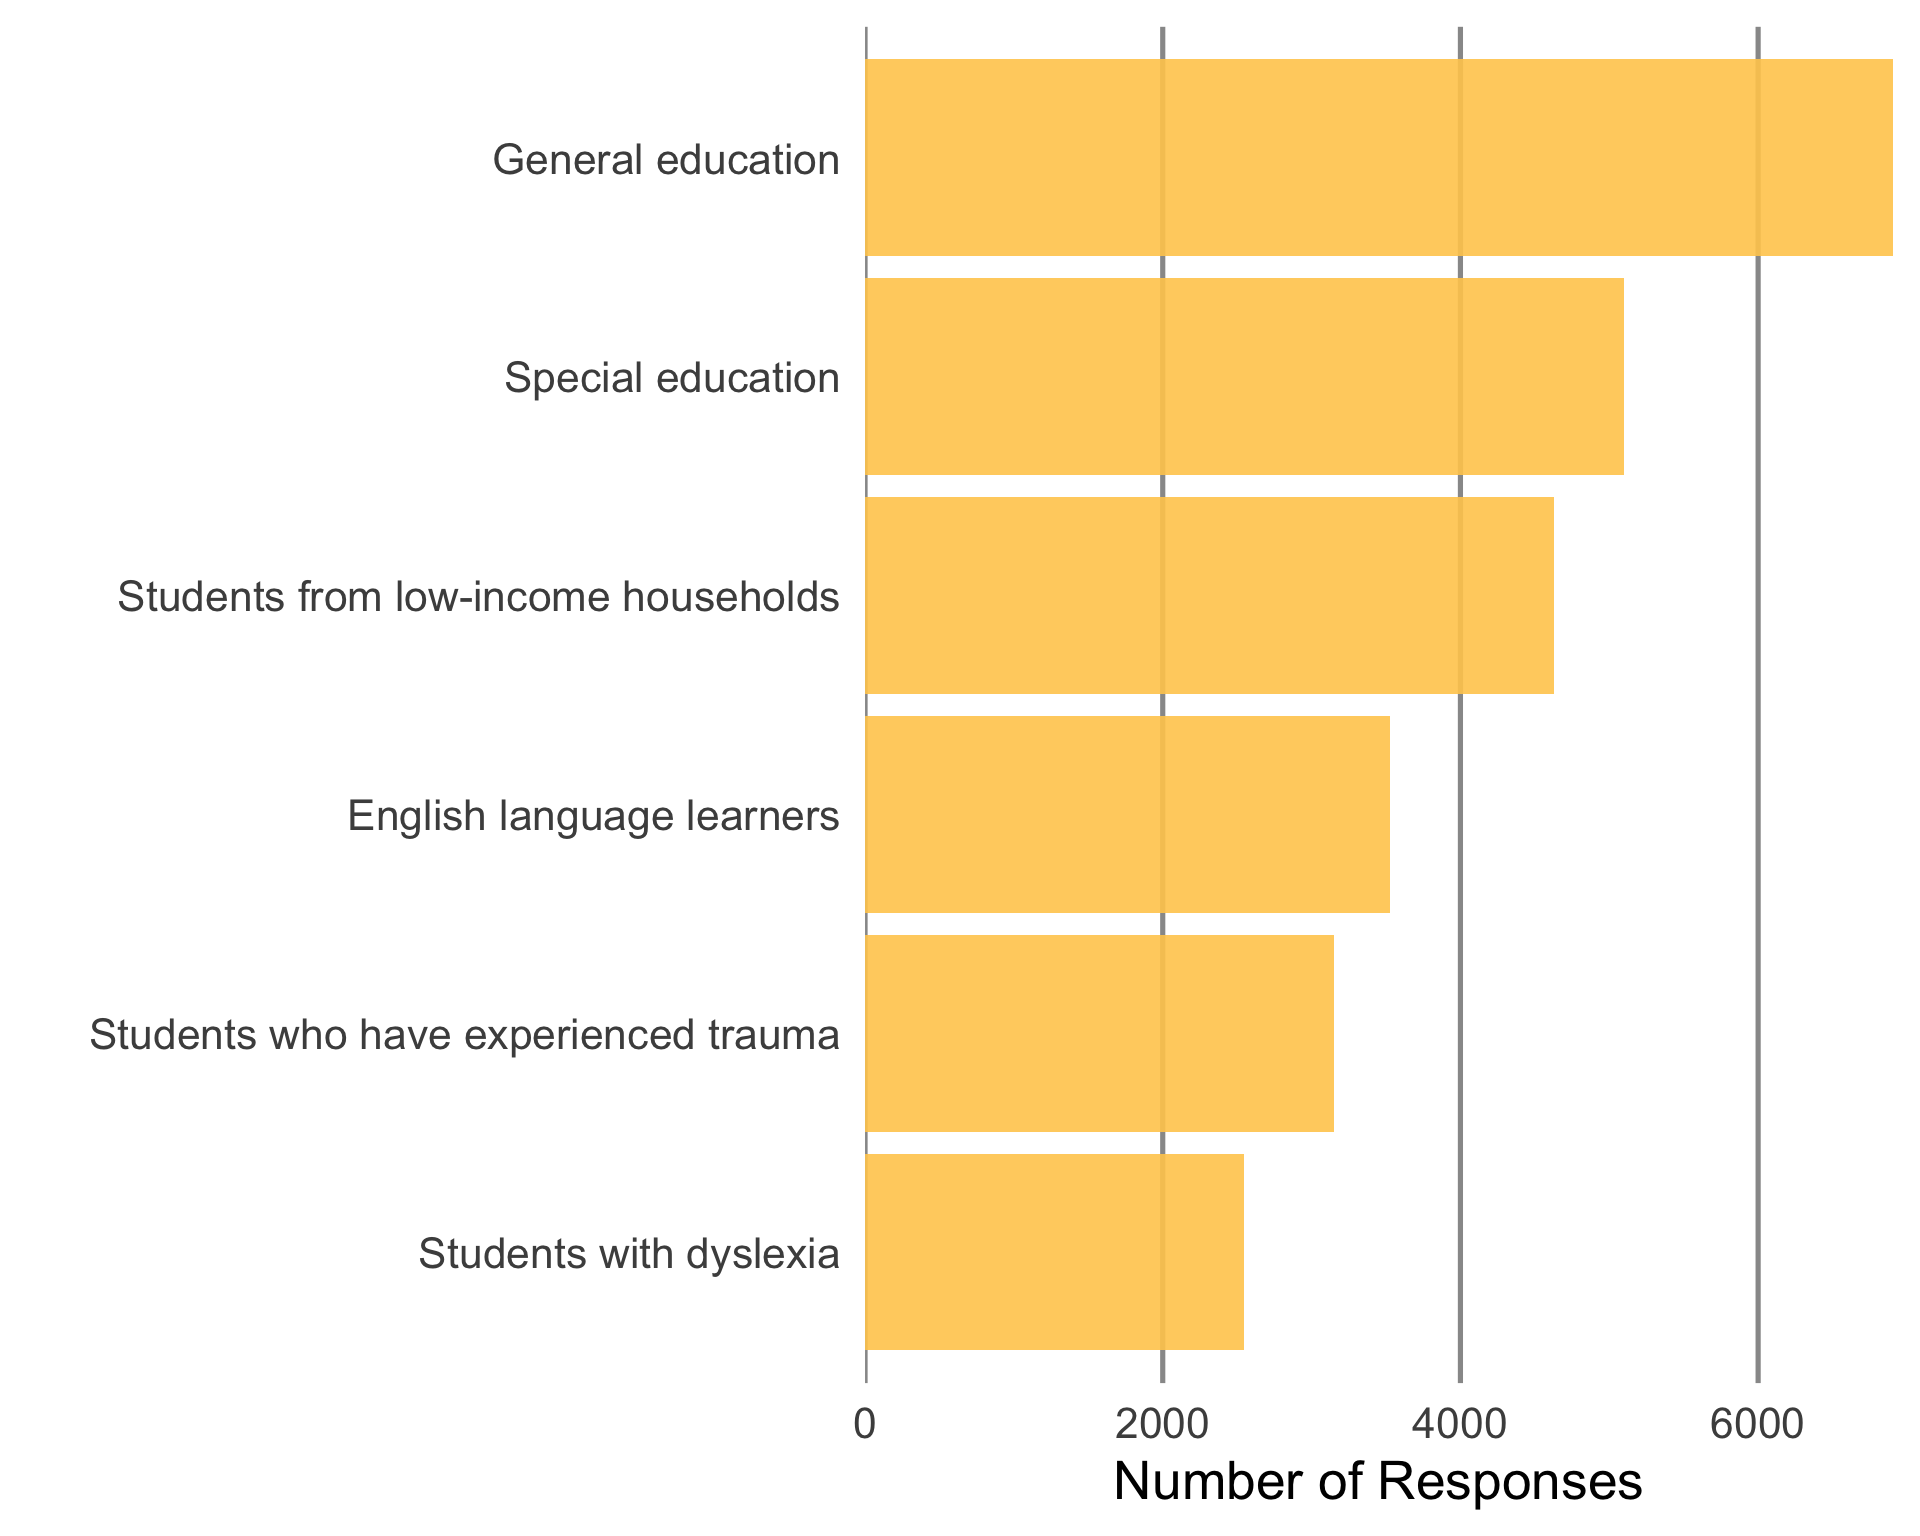 General education
Special education
Students from low-income households
English language learners
Students who have experienced trauma
Students with dyslexia
0 2000 4000 6000
Number of Responses